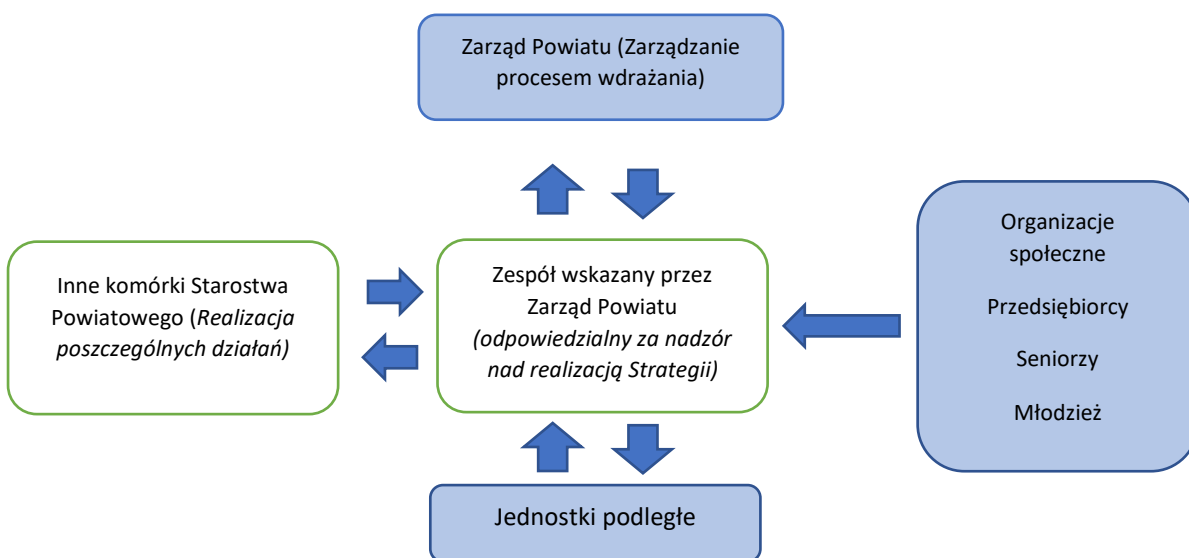 Zarząd Powiatu (Zarządzanie
procesem wdrażania)
Organizacje
społeczne
Przedsiębiorcy
Seniorzy
Młodzież
Inne komórki Starostwa
Powiatowego (Realizacja
poszczególnych działań)
Zespół wskazany przez
Zarząd Powiatu
(odpowiedzialny za nadzór
nad realizacją Strategii)
Jednostki podległe